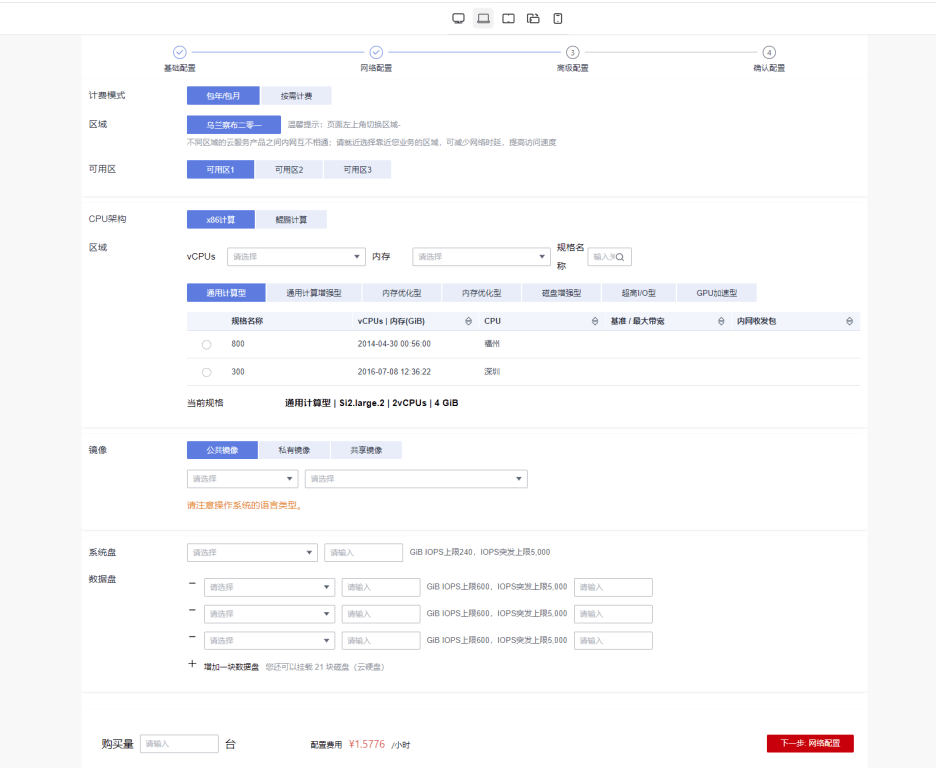 3 4
基础配置 网络配置 高级配置 确认配置
计费模式 包年/包月 按需计费
区域 乌兰察布二零一 温馨提示：页面左上角切换区域-
不同区域的云服务产品之间内网互不相通；请就近选择靠近您业务的区域，可减少网络时延，提高访问速度
可用区 可用区1 可用区2 可用区3
CPU架构 x86计算 鲲鹏计算
区域
vCPUs 请选择 内存 请选择 规格名称 输入
通用计算型 通用计算增强型 内存优化型 内存优化型 磁盘增强型 超高I/O型 GPU加速型
规格名称 vCPUs | 内存(GiB) CPU 基准 / 最大带宽 内网收发包
800 2014-04-30 00:56:00 福州
300 2016-07-08 12:36:22 深圳
当前规格 通用计算型 | Si2.large.2 | 2vCPUs | 4 GiB
镜像 公共镜像 私有镜像 共享镜像
请选择 请选择
请注意操作系统的语言类型。
系统盘 请选择 请输入 GiB IOPS上限240，IOPS突发上限5,000
数据盘
− 请选择 请输入 GiB IOPS上限600，IOPS突发上限5,000 请输入
− 请选择 请输入 GiB IOPS上限600，IOPS突发上限5,000 请输入
− 请选择 请输入 GiB IOPS上限600，IOPS突发上限5,000 请输入
+ 增加一块数据盘 您还可以挂载 21 块磁盘（云硬盘）
购买量 请输入 台 配置费用 ¥1.5776 /小时 下一步: 网络配置